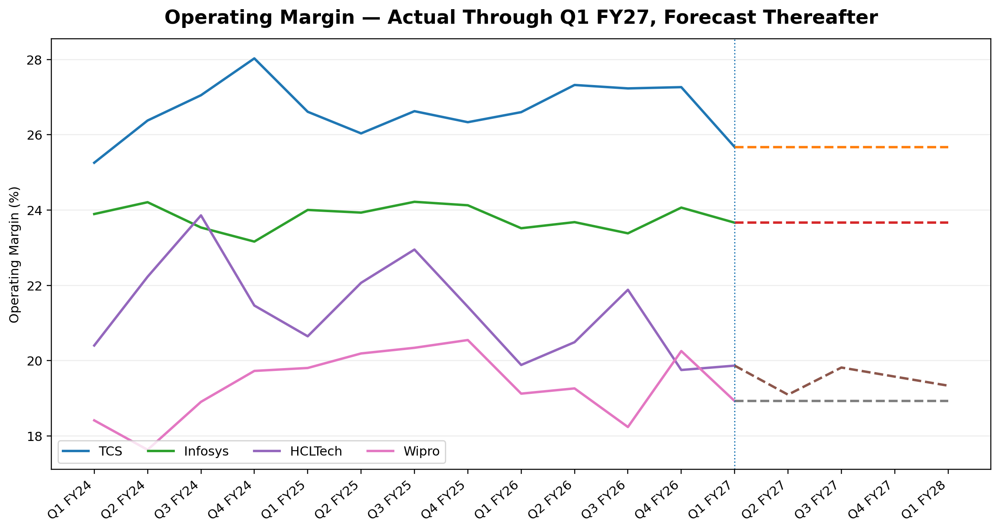 Operating Margin — Actual Through Q1 FY27, Forecast Thereafter
Operating Margin (%)
28
26
24
22
20
18
TCS Infosys HCLTech Wipro
Q1 FY24 Q2 FY24 Q3 FY24 Q4 FY24 Q1 FY25 Q2 FY25 Q3 FY25 Q4 FY25 Q1 FY26 Q2 FY26 Q3 FY26 Q4 FY26 Q1 FY27 Q2 FY27 Q3 FY27 Q4 FY27 Q1 FY28